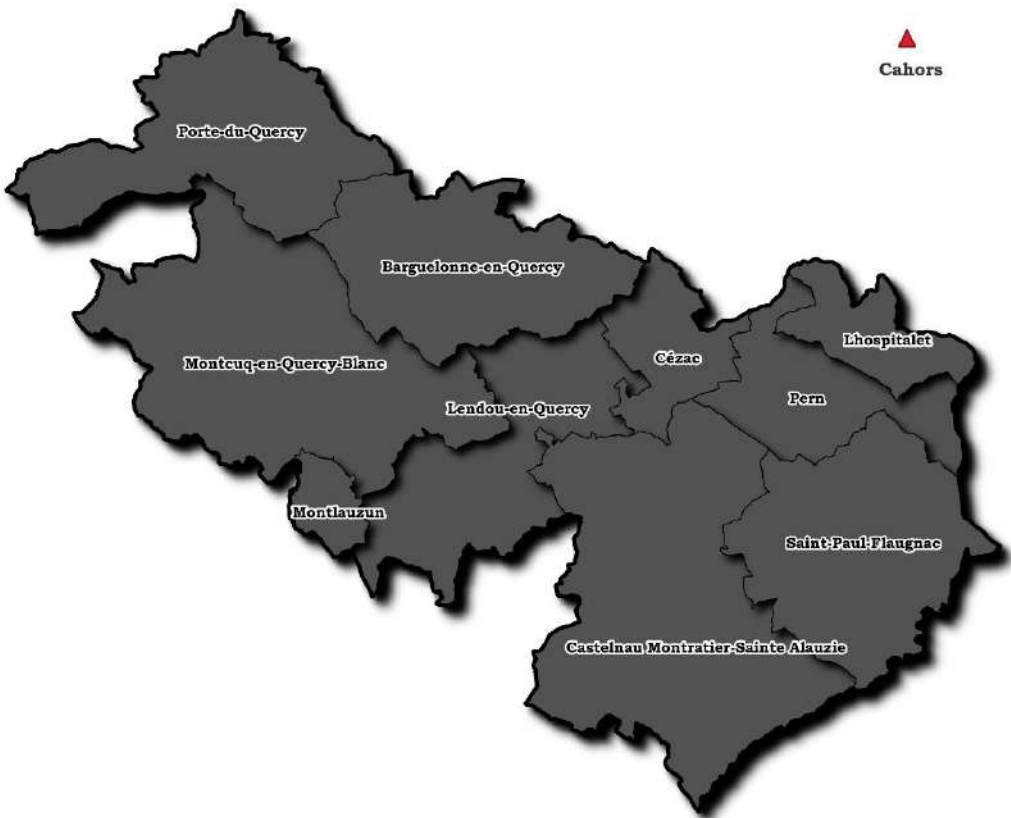 Cahors
Porte-du-Quercy
Barguelonne-en-Quercy
Lhospitalet
Cézac
Montcuq-en-Quercy-Blanc
Pern
Lendou-en-Quercy
Montlauzun
Saint-Paul-Flaugnac
Castelnau Montratier-Sainte Alauzie